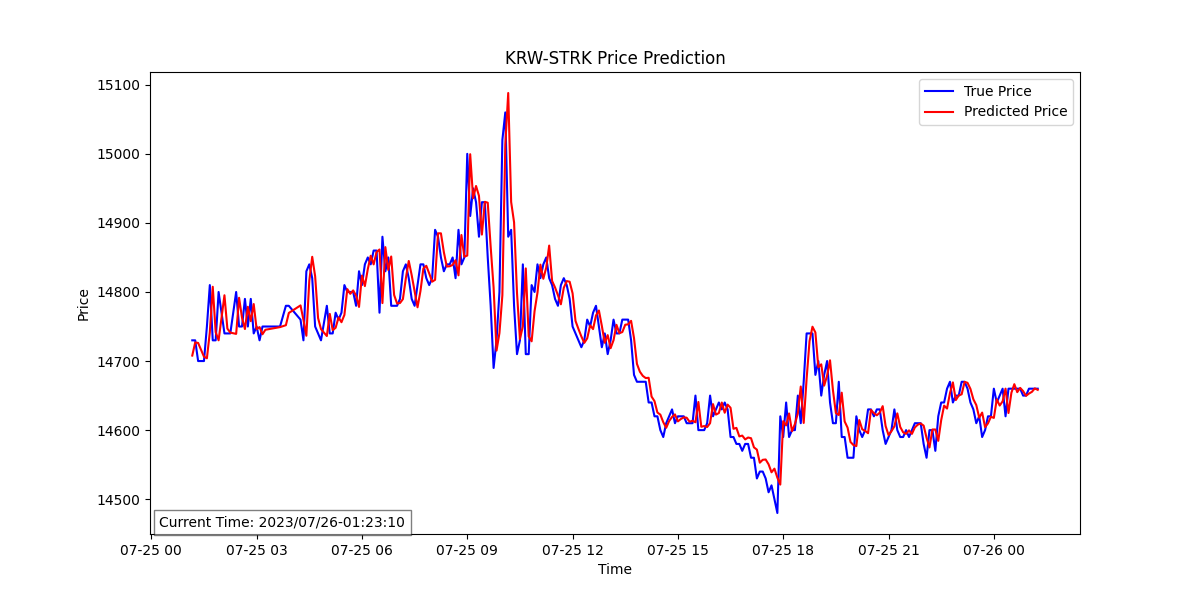 KRW-STRK Price Prediction
True Price
Predicted Price
15100
15000
14900
14800
14700
14600
14500
Price
Current Time: 2023/07/26-01:23:10
07-25 00 07-25 03 07-25 06 07-25 09 07-25 12 07-25 15 07-25 18 07-25 21 07-26 00
Time